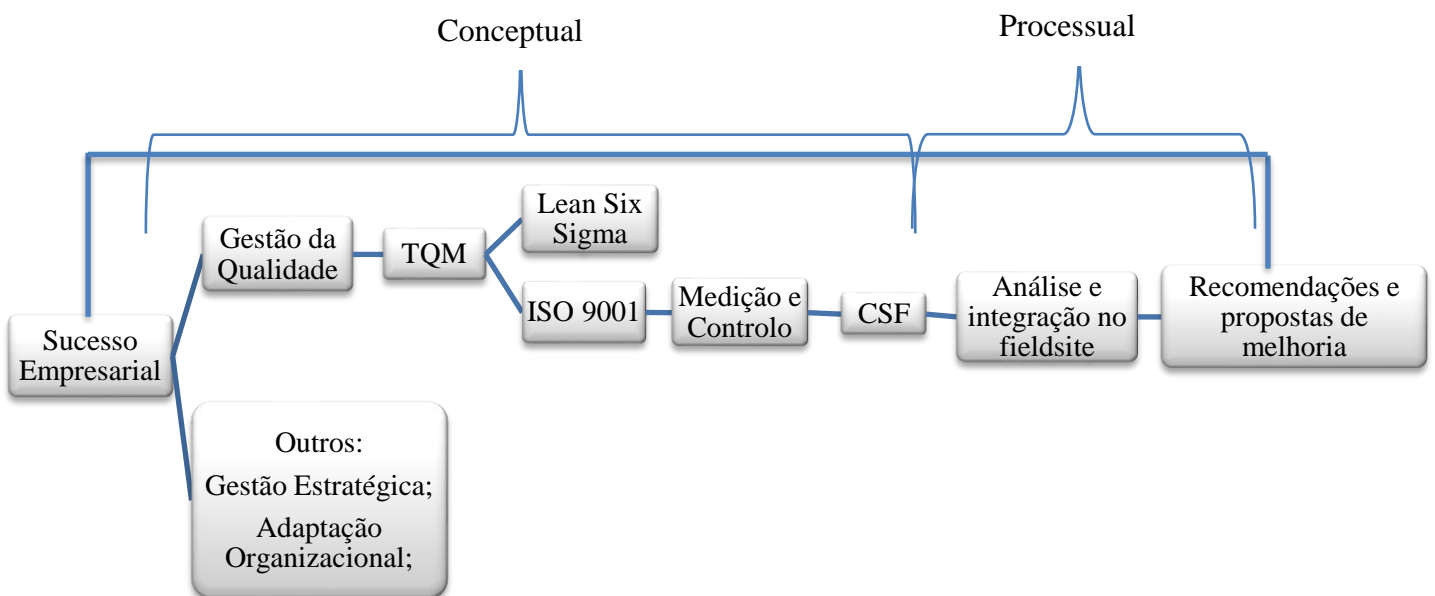 Conceptual
Processual
Lean Six
Sigma
Gestão da
Qualidade
TQM
ISO 9001
Medição e
Controlo
CSF
Análise e
integração no
fieldsite
Recomendações e
propostas de
melhoria
Sucesso
Empresarial
Outros:
Gestão Estratégica;
Adaptação
Organizacional;